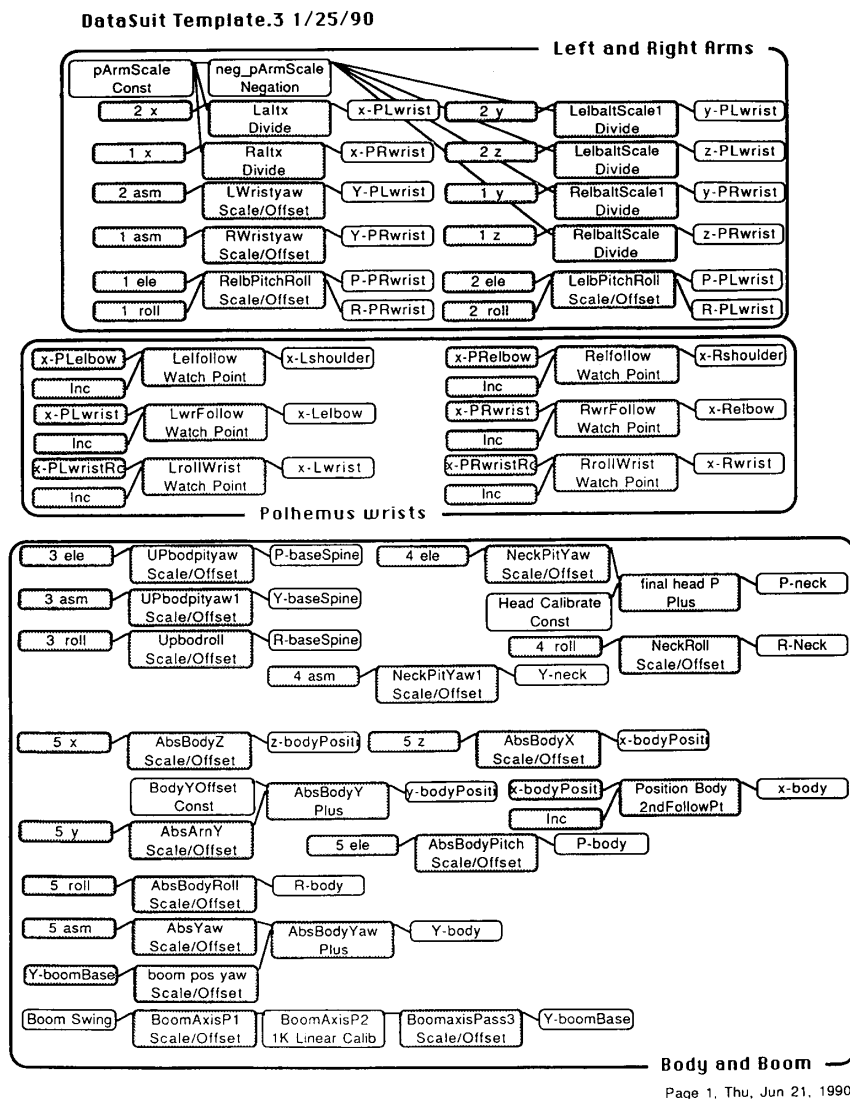 DataSuit Template.3 1/25/90
Left and Right Arms
pArmScale
Const
neg_pArmScale
Negation
2 x
Laltx
Divide
x-PLwrist
2 y
LelbaltScale1
Divide
y-PLwrist
1 x
Raltx
Divide
x-PRwrist
2 z
LelbaltScale
Divide
z-PLwrist
2 asm
LWristyaw
Scale/Offset
Y-PLwrist
1 y
RelbaltScale1
Divide
y-PRwrist
1 asm
RWristyaw
Scale/Offset
Y-PRwrist
1 z
RelbaltScale
Divide
z-PRwrist
1 ele
1 roll
RelbPitchRoll
Scale/Offset
P-PRwrist
R-PRwrist
2 ele
2 roll
LelbPitchRoll
Scale/Offset
P-PLwrist
R-PLwrist
x-PLelbow
Inc
Lelfollow
Watch Point
x-Lshoulder
x-PRelbow
Inc
Relfollow
Watch Point
x-Rshoulder
x-PLwrist
Inc
LwrFollow
Watch Point
x-Lelbow
x-PRwrist
Inc
RwrFollow
Watch Point
x-Relbow
x-PLwristRo
Inc
LrollWrist
Watch Point
x-Lwrist
x-PRwristRo
Inc
RrollWrist
Watch Point
x-Rwrist
Polhemus wrists
3 ele
UPbodpityaw
Scale/Offset
P-baseSpine
4 ele
NeckPitYaw
Scale/Offset
Head Calibrate
Const
final head P
Plus
P-neck
3 asm
UPbodpityaw1
Scale/Offset
Y-baseSpine
3 roll
Upbodroll
Scale/Offset
R-baseSpine
4 roll
NeckRoll
Scale/Offset
R-Neck
4 asm
NeckPitYaw1
Scale/Offset
Y-neck
5 x
AbsBodyZ
Scale/Offset
z-bodyPositi
5 z
AbsBodyX
Scale/Offset
x-bodyPositi
BodyYOffset
Const
AbsBodyY
Plus
y-bodyPositi
x-bodyPosit
Inc
Position Body
2ndFollowPt
x-body
5 y
AbsArnY
Scale/Offset
5 ele
AbsBodyPitch
Scale/Offset
P-body
5 roll
AbsBodyRoll
Scale/Offset
R-body
5 asm
AbsYaw
Scale/Offset
AbsBodyYaw
Plus
Y-body
Y-boomBase
boom pos yaw
Scale/Offset
Boom Swing
BoomAxisP1
Scale/Offset
BoomAxisP2
1K Linear Calib
BoomaxisPass3
Scale/Offset
Y-boomBase
Body and Boom
Page 1, Thu, Jun 21, 1990